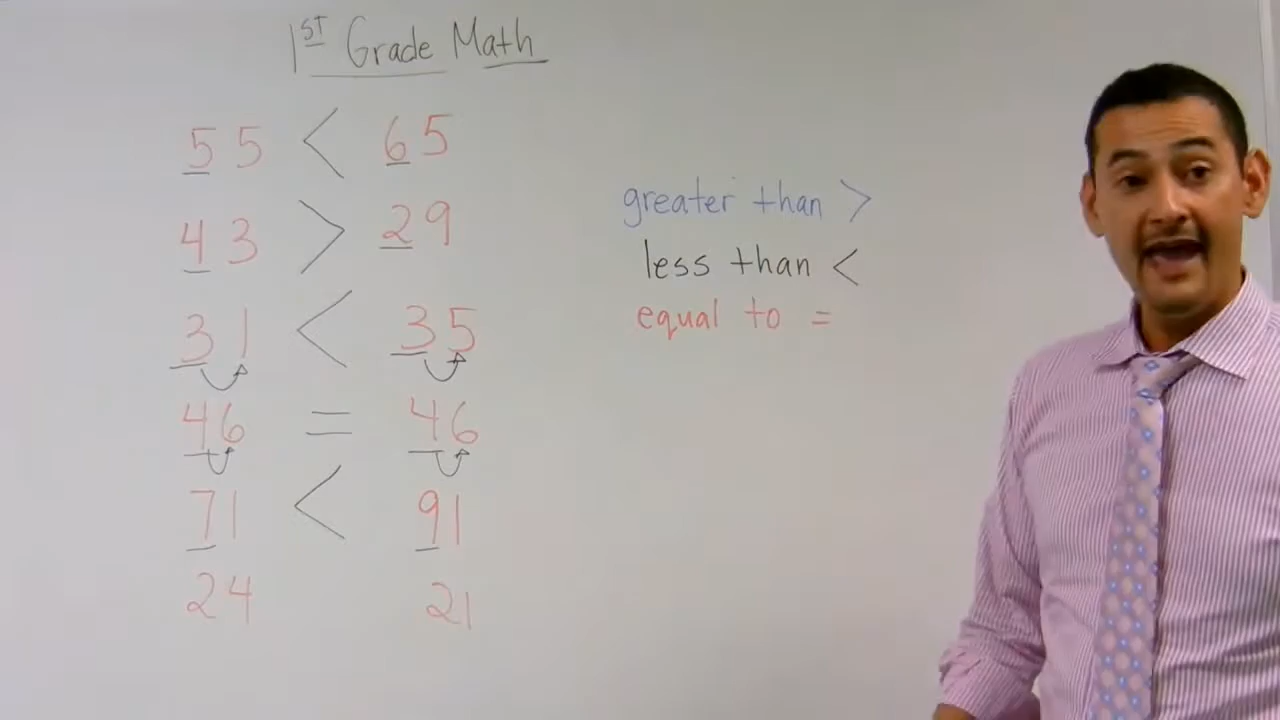 1ST Grade Math
55 < 65
43 > 29
31 < 35
46 = 46
71 < 91
24 21
greater than >
less than <
equal to =